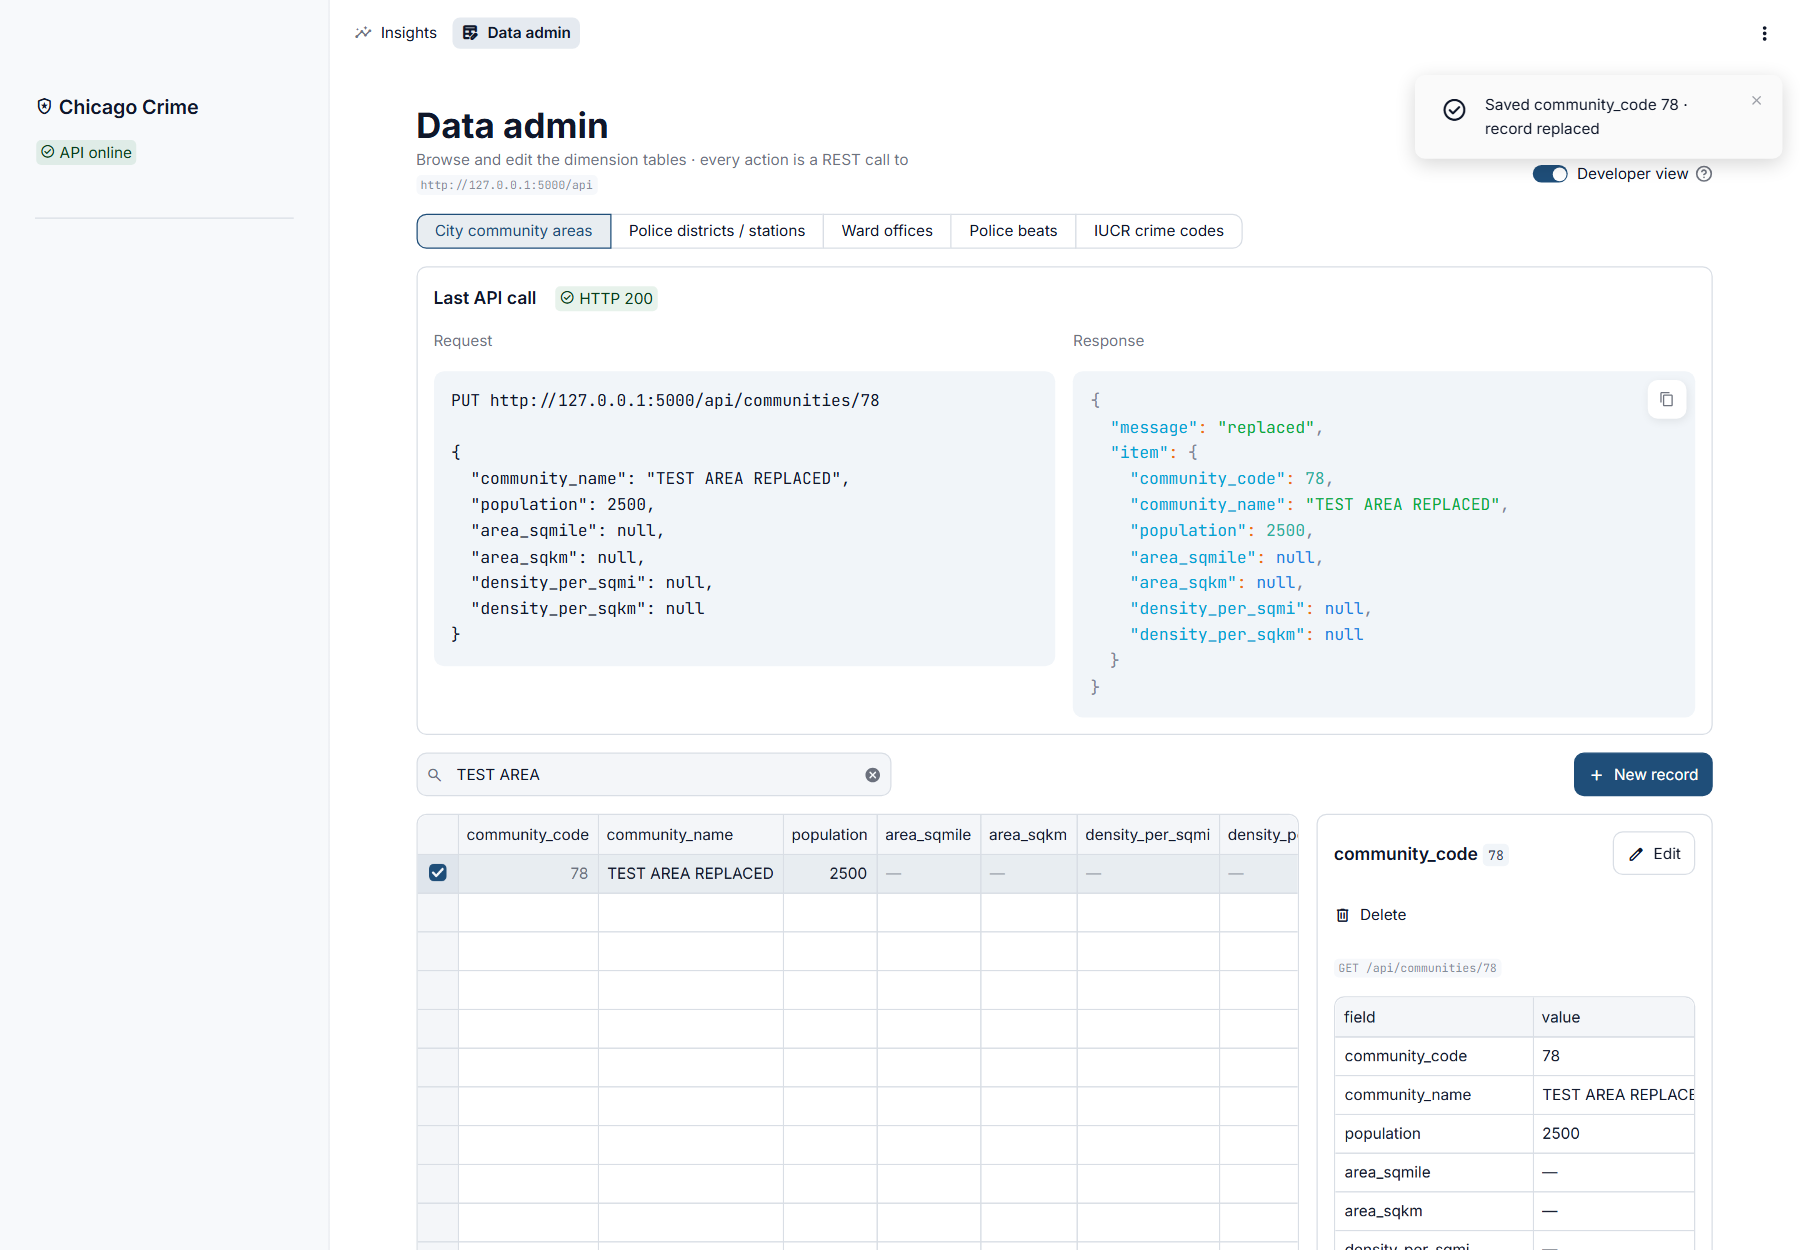 Insights
Data admin
Chicago Crime
API online
Saved community_code 78 ·
record replaced
Data admin
Browse and edit the dimension tables · every action is a REST call to
http://127.0.0.1:5000/api
Developer view
City community areas
Police districts / stations
Ward offices
Police beats
IUCR crime codes
Last API call
HTTP 200
Request
PUT http://127.0.0.1:5000/api/communities/78
{
"community_name": "TEST AREA REPLACED",
"population": 2500,
"area_sqmile": null,
"area_sqkm": null,
"density_per_sqmi": null,
"density_per_sqkm": null
}
Response
{
"message": "replaced",
"item": {
"community_code": 78,
"community_name": "TEST AREA REPLACED",
"population": 2500,
"area_sqmile": null,
"area_sqkm": null,
"density_per_sqmi": null,
"density_per_sqkm": null
}
}
TEST AREA
+ New record
community_code community_name population area_sqmile area_sqkm density_per_sqmi density_p
78 TEST AREA REPLACED 2500 — — — —
community_code 78
Edit
Delete
GET /api/communities/78
field value
community_code 78
community_name TEST AREA REPLACE
population 2500
area_sqmile —
area_sqkm —
density_per_sqmi —